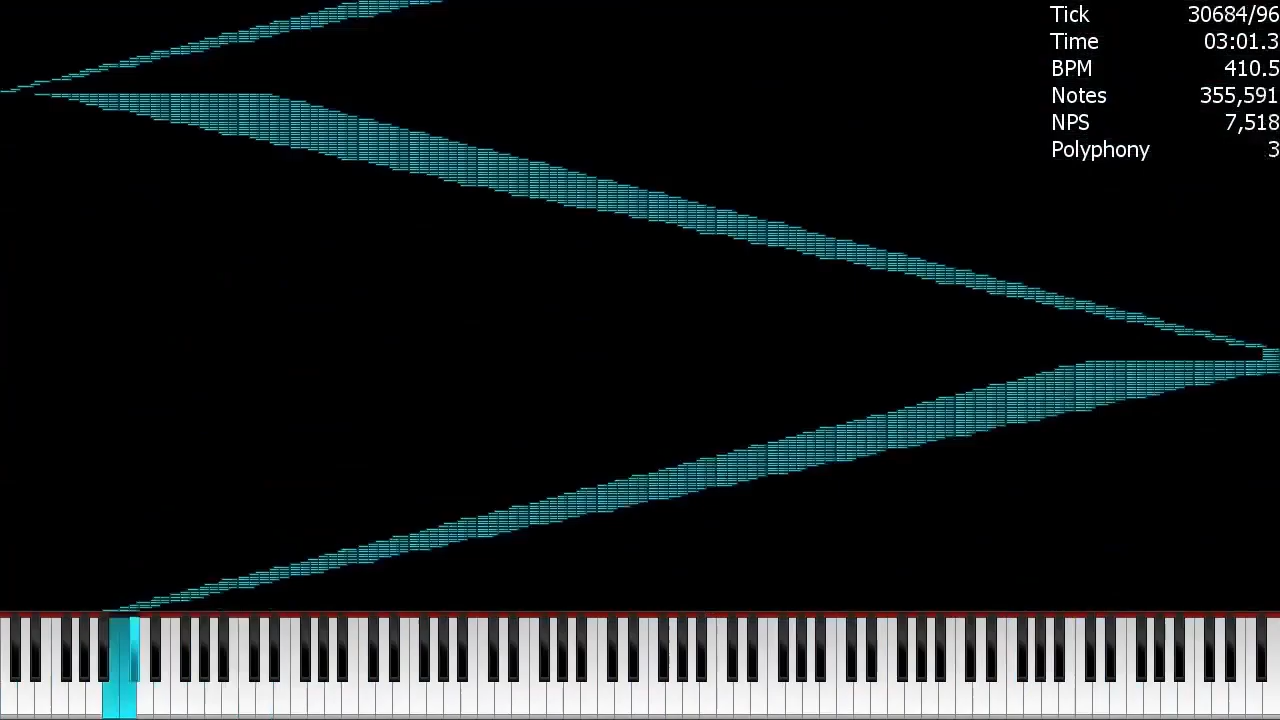 Tick 30684/96
Time 03:01.3
BPM 410.5
Notes 355,591
NPS 7,518
Polyphony 3